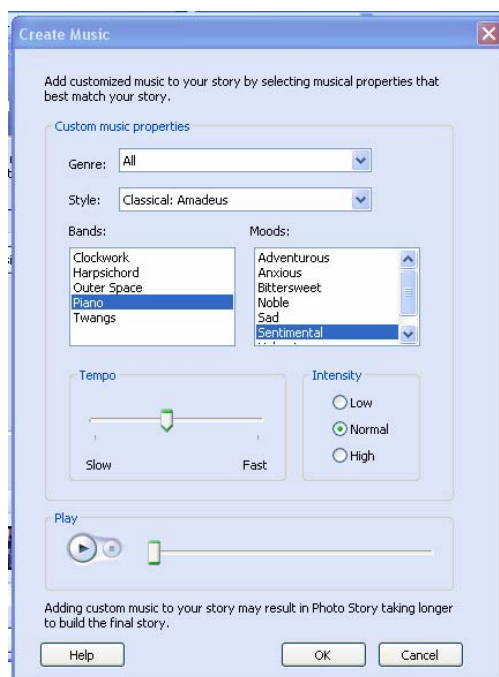 Create Music
Add customized music to your story by selecting musical properties that
best match your story.
Custom music properties
Genre: All
Style: Classical: Amadeus
Bands:
Clockwork
Harpsichord
Outer Space
Piano
Twangs
Moods:
Adventurous
Anxious
Bittersweet
Noble
Sad
Sentimental
Tempo
Slow Fast
Intensity
Low
Normal
High
Play
Adding custom music to your story may result in Photo Story taking longer
to build the final story.
Help OK Cancel